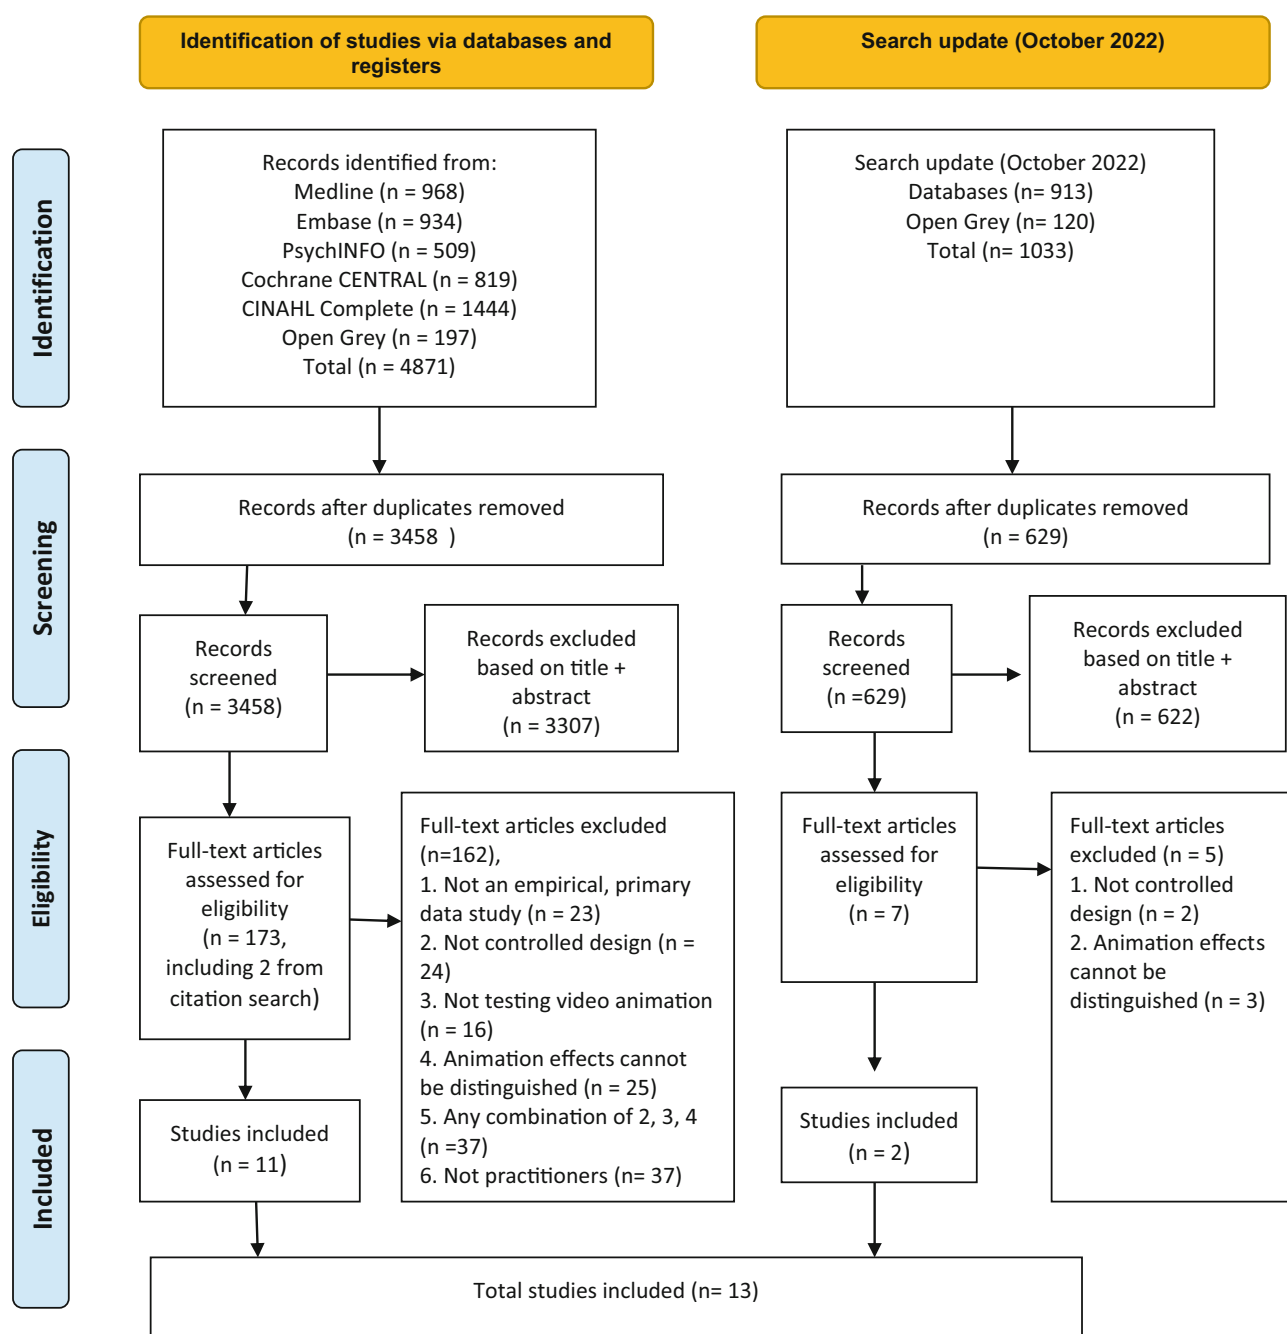 Identification of studies via databases and
registers
Search update (October 2022)
Identification
Records identified from:
Medline (n = 968)
Embase (n = 934)
PsychINFO (n = 509)
Cochrane CENTRAL (n = 819)
CINAHL Complete (n = 1444)
Open Grey (n = 197)
Total (n = 4871)
Search update (October 2022)
Databases (n= 913)
Open Grey (n= 120)
Total (n= 1033)
Screening
Records after duplicates removed
(n = 3458 )
Records after duplicates removed
(n = 629)
Records
screened
(n = 3458)
Records excluded
based on title +
abstract
(n = 3307)
Records
screened
(n =629)
Records excluded
based on title +
abstract
(n = 622)
Eligibility
Full-text articles
assessed for
eligibility
(n = 173,
including 2 from
citation search)
Full-text articles excluded
(n=162),
1. Not an empirical, primary
data study (n = 23)
2. Not controlled design (n =
24)
3. Not testing video animation
(n = 16)
4. Animation effects cannot
be distinguished (n = 25)
5. Any combination of 2, 3, 4
(n =37)
6. Not practitioners (n= 37)
Full-text articles
assessed for
eligibility
(n = 7)
Full-text articles
excluded (n = 5)
1. Not controlled
design (n = 2)
2. Animation effects
cannot be
distinguished (n = 3)
Included
Studies included
(n = 11)
Studies included
(n = 2)
Total studies included (n= 13)